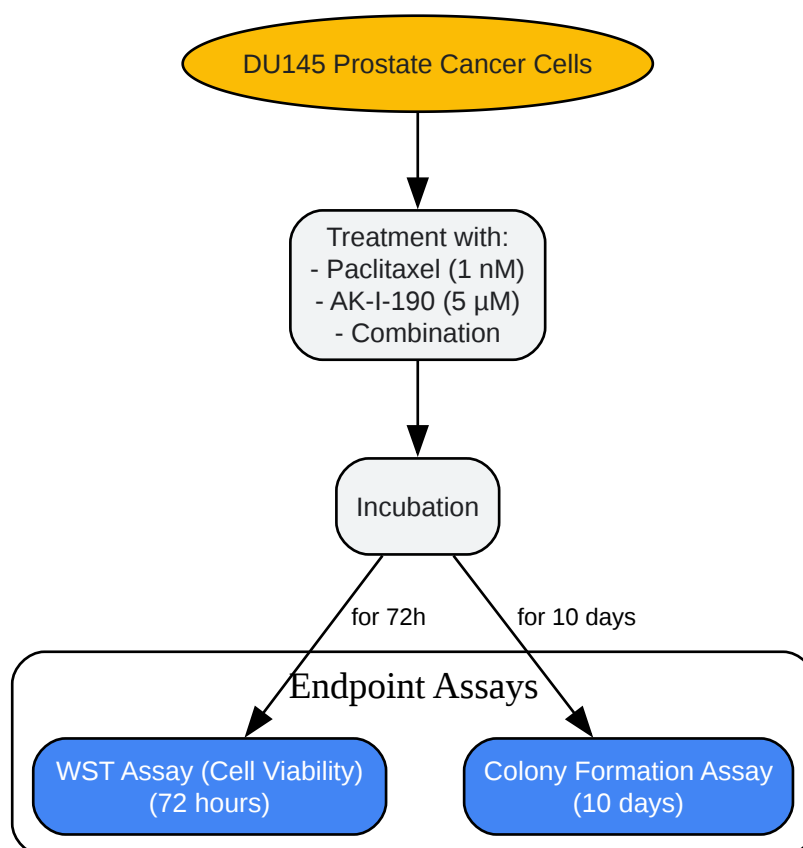 DU145 Prostate Cancer Cells
Treatment with:
- Paclitaxel (1 nM)
- AK-I-190 (5 µM)
- Combination
Incubation
for 72h
for 10 days
Endpoint Assays
WST Assay (Cell Viability)
(72 hours)
Colony Formation Assay
(10 days)